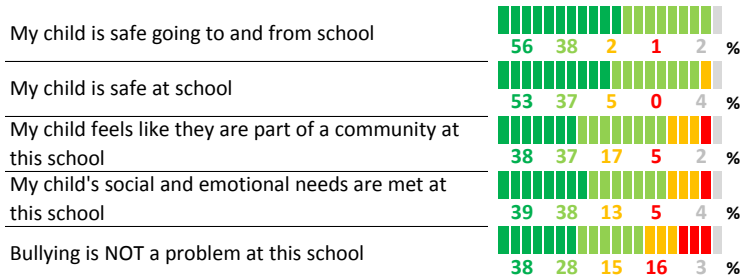 My child is safe going to and from school
56 38 2 1 2 %
My child is safe at school
53 37 5 0 4 %
My child feels like they are part of a community at
this school
38 37 17 5 2 %
My child's social and emotional needs are met at
this school
39 38 13 5 4 %
Bullying is NOT a problem at this school
38 28 15 16 3 %